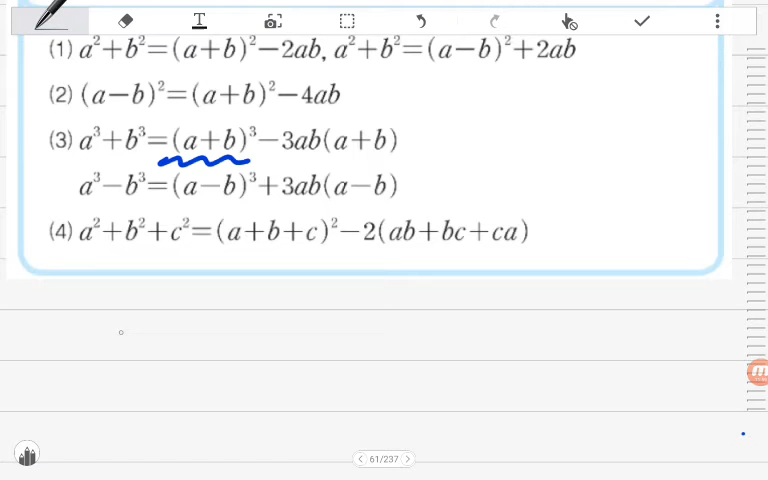 T
(1) a²+b²=(a+b)²−2ab, a²+b²=(a−b)²+2ab
(2) (a−b)²=(a+b)²−4ab
(3) a³+b³=(a+b)³−3ab(a+b)
a³−b³=(a−b)³+3ab(a−b)
(4) a²+b²+c²=(a+b+c)²−2(ab+bc+ca)
61/237